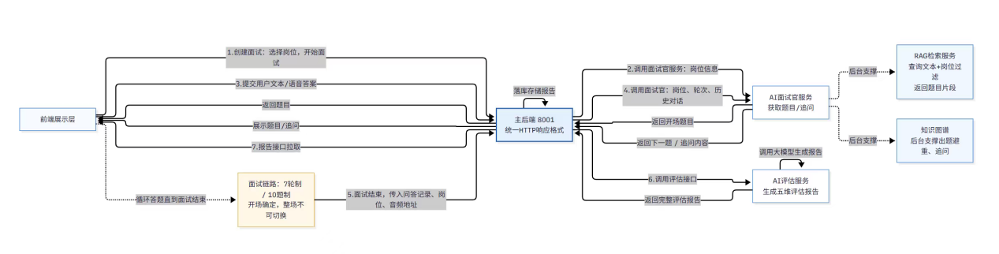 1.创建面试：选择岗位，开始面
试
3.提交用户文本/语音答案
返回题目
前端展示层
展示题目/追问
7.报告接口拉取
循环答题直到面试结束
面试链路：7轮制
/ 10题制
开场确定，整场不
可切换
5.面试结束，传入问答记录、岗
位、音频地址
落库存储报告
主后端 8001
统一HTTP响应格式
2.调用面试官服务：岗位信息
4.调用面试官：岗位、轮次、历
史对话
返回开场题目
返回下一题 / 追问内容
6.调用评估接口
返回完整评估报告
AI面试官服务
获取题目/追问
调用大模型生成报告
AI评估服务
生成五维评估报告
后台支撑
后台支撑
RAG检索服务
查询文本+岗位过
滤
返回题目片段
知识图谱
后台支撑出题避
重、追问